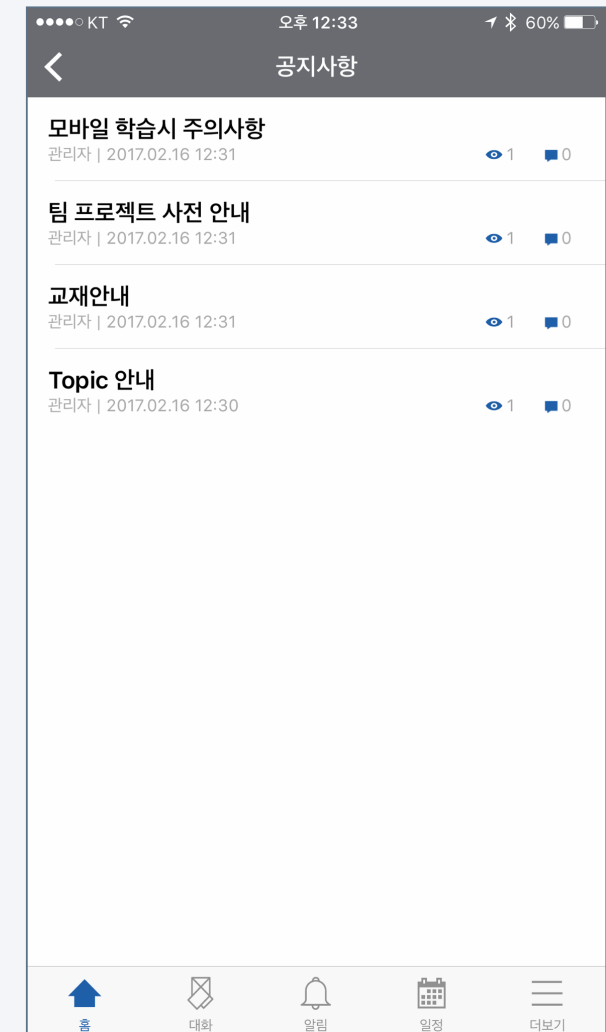 KT 오후 12:33 60%
공지사항
모바일 학습시 주의사항
관리자 | 2017.02.16 12:31 1 0
팀 프로젝트 사전 안내
관리자 | 2017.02.16 12:31 1 0
교재안내
관리자 | 2017.02.16 12:31 1 0
Topic 안내
관리자 | 2017.02.16 12:30 1 0
홈 대화 알림 일정 더보기